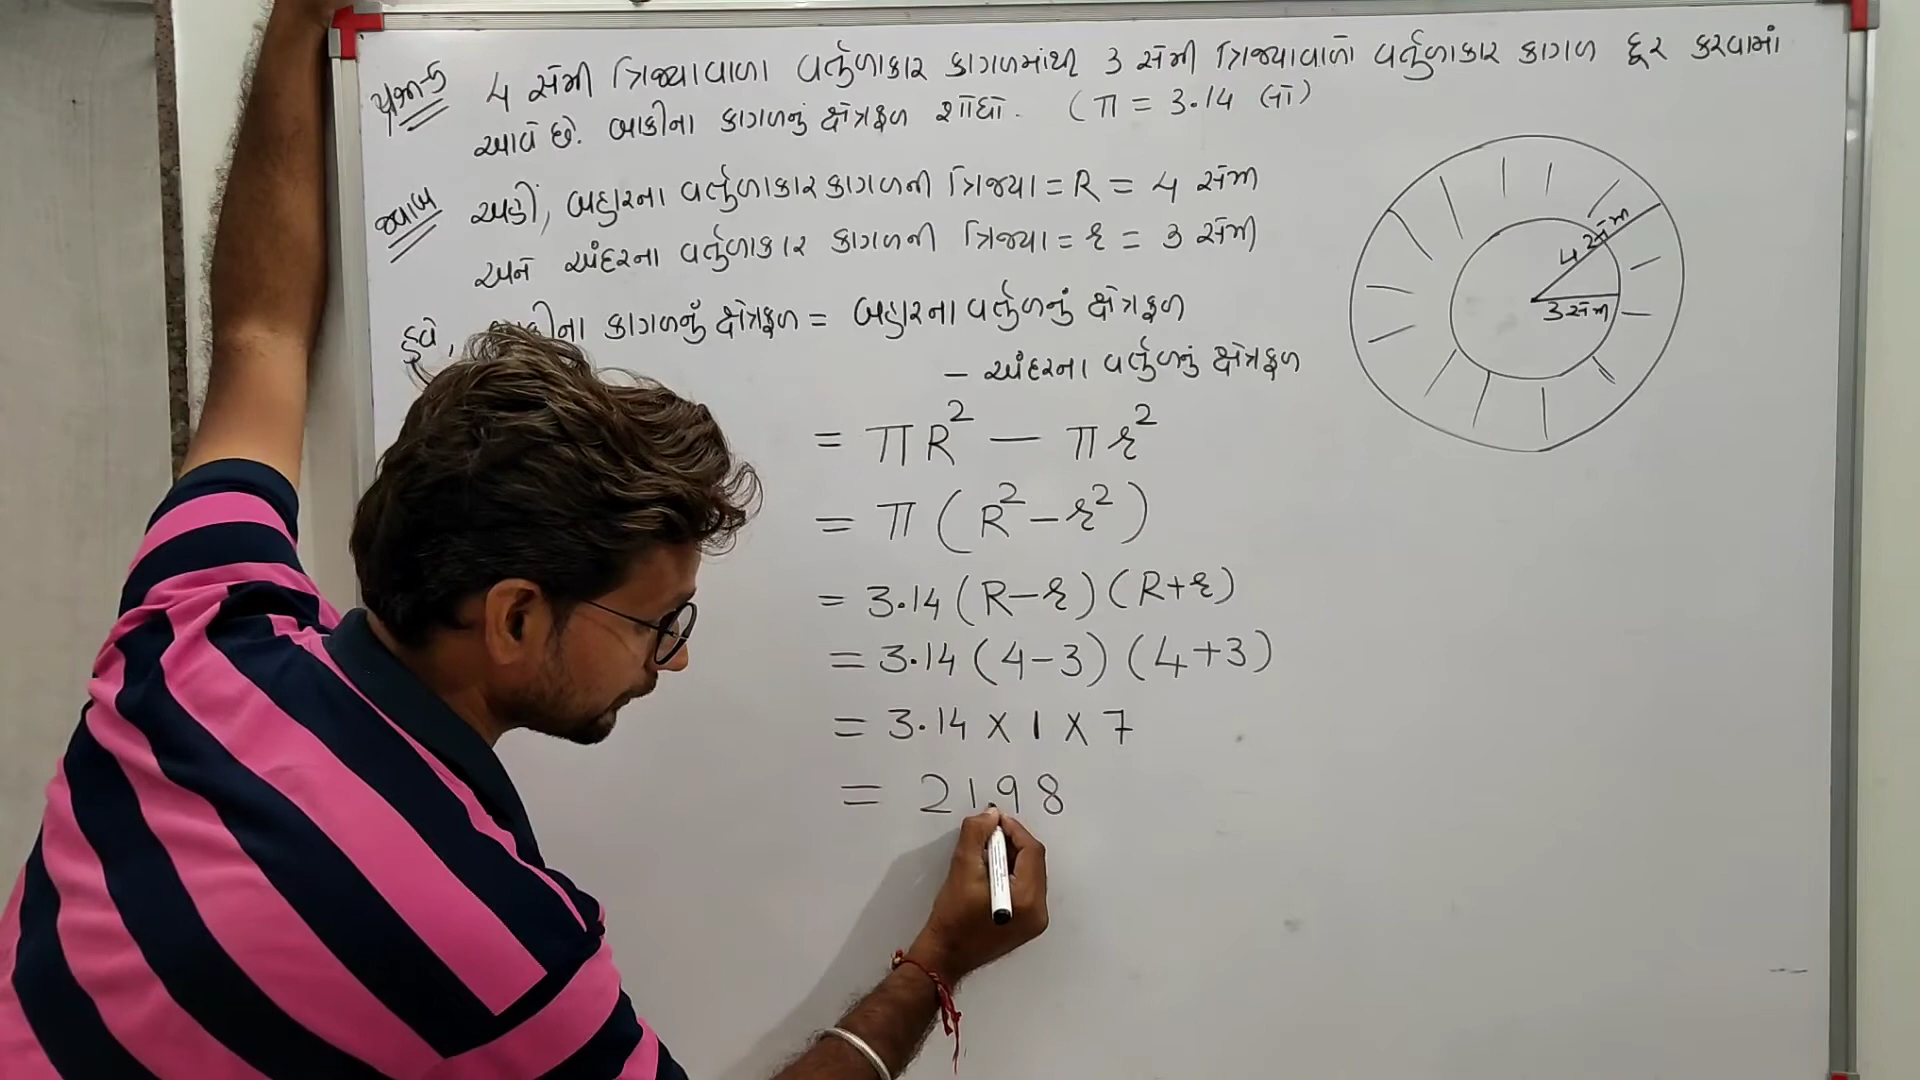 પ્રશ્ન-5 4 સેમી ત્રિજ્યાવાળા વર્તુળાકાર કાગળમાંથી 3 સેમી ત્રિજ્યાવાળો વર્તુળાકાર કાગળ દૂર કરવામાં
આવે છે. બાકીના કાગળનું ક્ષેત્રફળ શોધો. (π = 3.14 લો)
જવાબ અહીં, બહારના વર્તુળાકાર કાગળની ત્રિજ્યા = R = 4 સેમી
અને અંદરના વર્તુળાકાર કાગળની ત્રિજ્યા = r = 3 સેમી
હવે, કાગળનું ક્ષેત્રફળ = બહારના વર્તુળનું ક્ષેત્રફળ
– અંદરના વર્તુળનું ક્ષેત્રફળ
= πR² – πr²
= π(R²–r²)
= 3.14(R–r)(R+r)
= 3.14(4–3)(4+3)
= 3.14 × 1 × 7
= 21.98
4 સેમી
3 સેમી